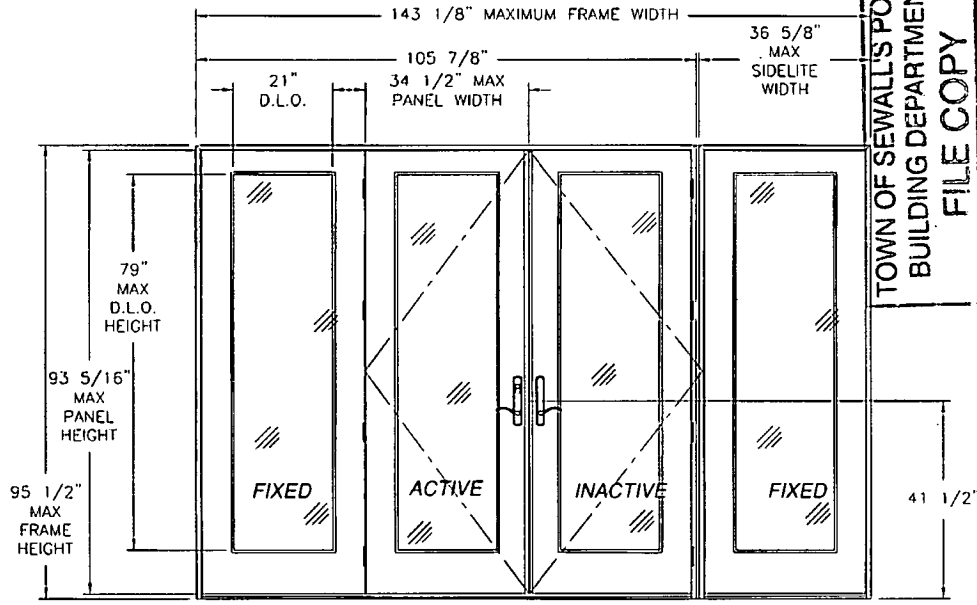 143 1/8" MAXIMUM FRAME WIDTH
105 7/8"
36 5/8"
MAX
SIDELITE
WIDTH
21"
D.L.O.
34 1/2" MAX
PANEL WIDTH
79"
MAX
D.L.O.
HEIGHT
93 5/16"
MAX
PANEL
HEIGHT
95 1/2"
MAX
FRAME
HEIGHT
FIXED
ACTIVE
INACTIVE
FIXED
41 1/2"
TOWN OF SEWALL'S PO
BUILDING DEPARTMEN
FILE COPY